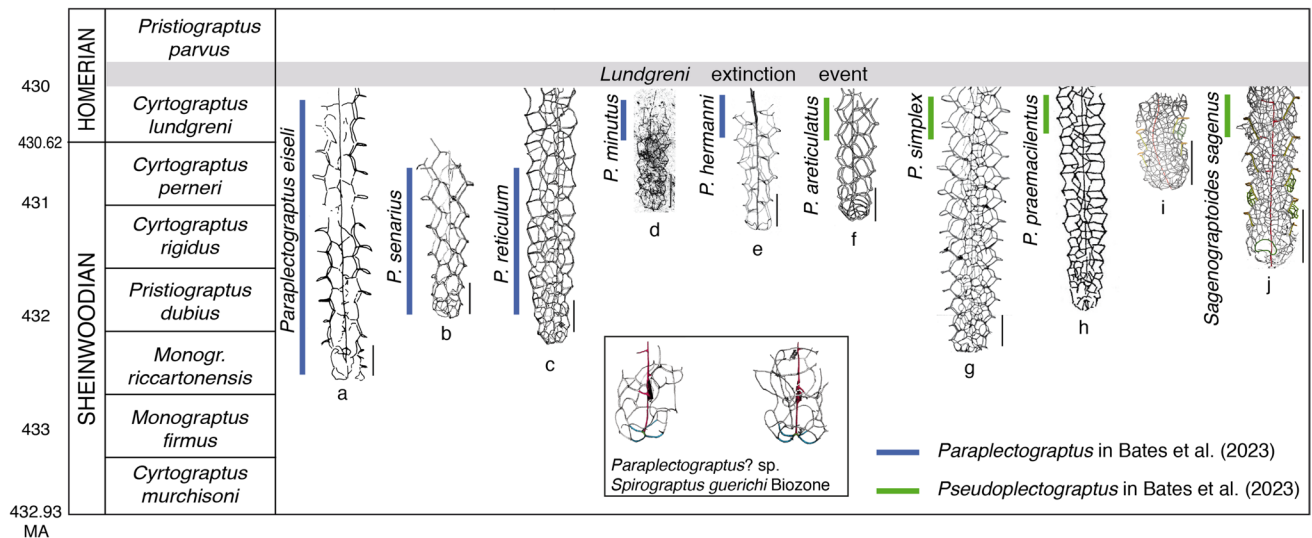 HOMERIAN
SHEINWOODIAN
430
430.62
431
432
433
432.93
MA
Pristiograptus
parvus
Cyrtograptus
lundgreni
Cyrtograptus
perneri
Cyrtograptus
rigidus
Pristiograptus
dubius
Monogr.
riccartonensis
Monograptus
firmus
Cyrtograptus
murchisoni
Lundgreni extinction event
Paraplectograptus eiseli
a
P. senarius
b
P. reticulum
c
P. minutus
d
P. hermanni
e
P. areticulatus
f
P. simplex
g
P. praemacilentus
h
i
Sagenograptoides sagenus
j
Paraplectograptus? sp.
Spirograptus guerichi Biozone
Paraplectograptus in Bates et al. (2023)
Pseudoplectograptus in Bates et al. (2023)